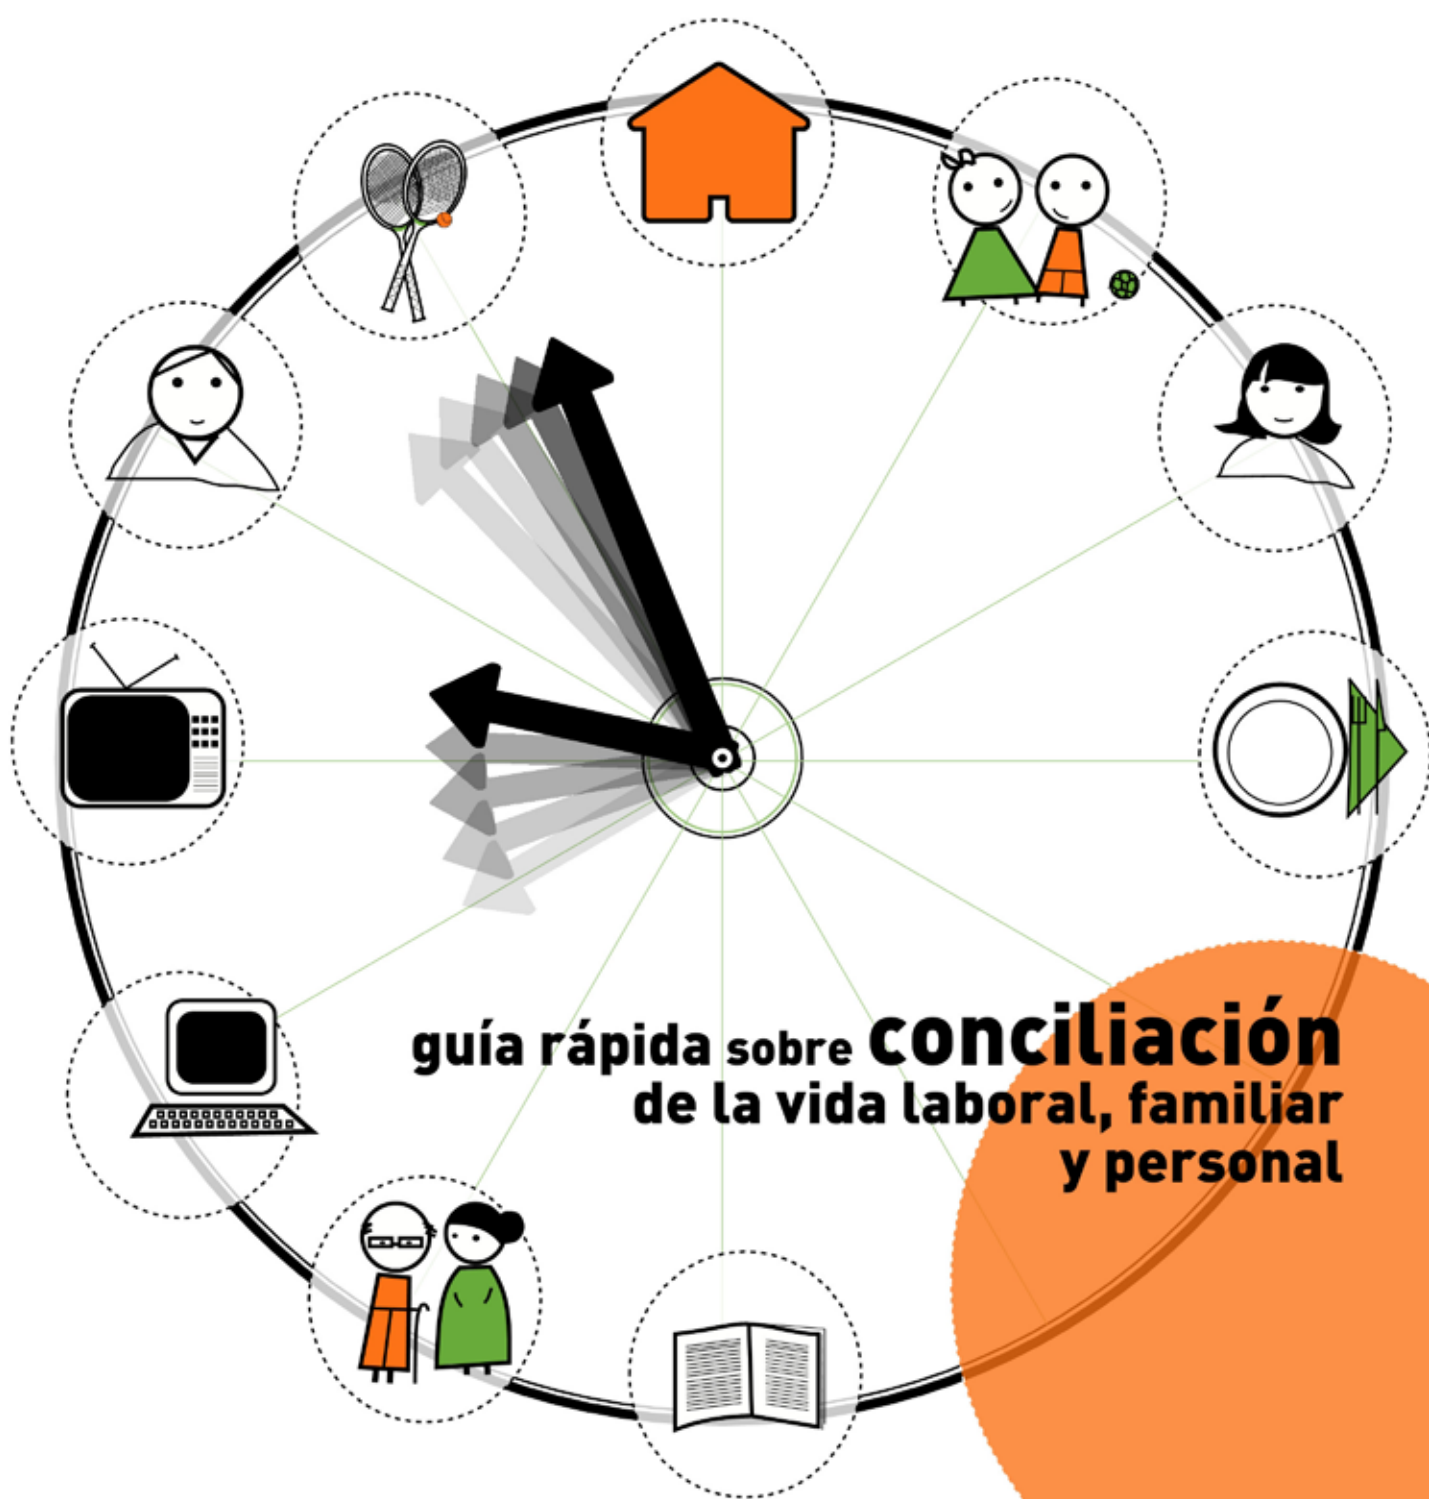 guía rápida sobre conciliación
de la vida laboral, familiar
y personal